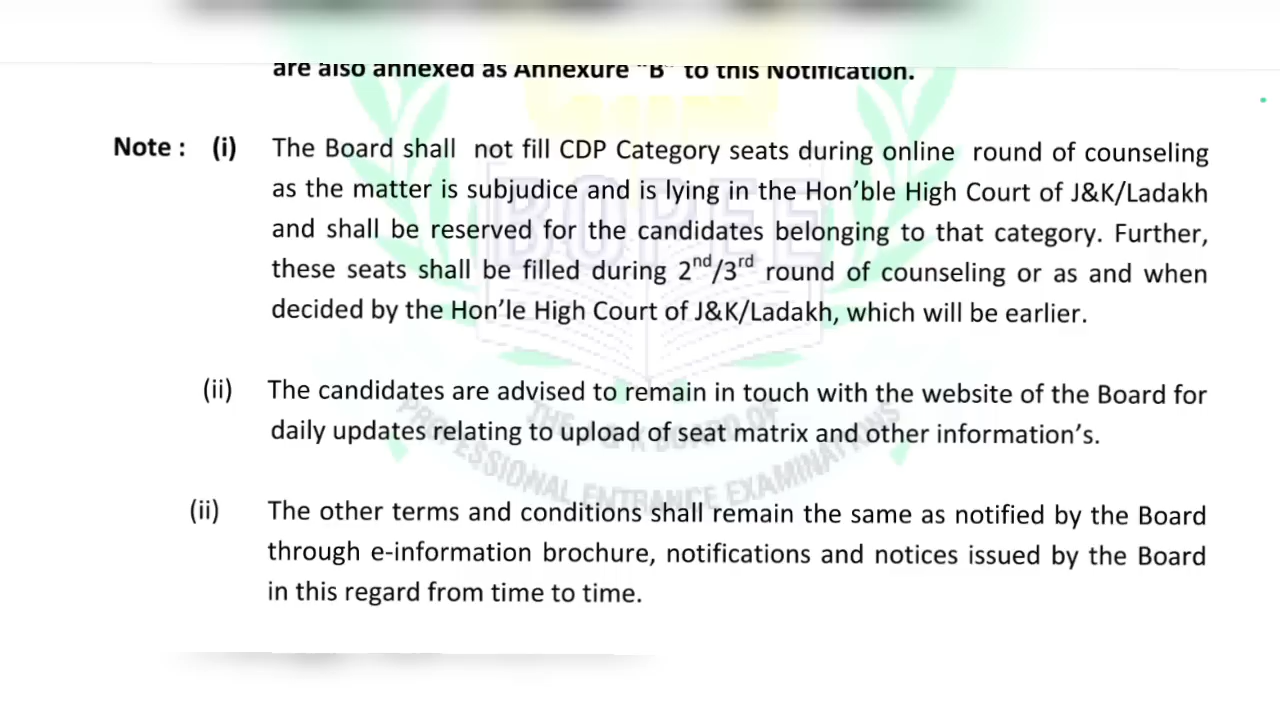 are also annexed as Annexure "B" to this Notification.
Note : (i) The Board shall not fill CDP Category seats during online round of counseling
as the matter is subjudice and is lying in the Hon’ble High Court of J&K/Ladakh
and shall be reserved for the candidates belonging to that category. Further,
these seats shall be filled during 2nd/3rd round of counseling or as and when
decided by the Hon’le High Court of J&K/Ladakh, which will be earlier.
(ii) The candidates are advised to remain in touch with the website of the Board for
daily updates relating to upload of seat matrix and other information’s.
(ii) The other terms and conditions shall remain the same as notified by the Board
through e-information brochure, notifications and notices issued by the Board
in this regard from time to time.
BOPEE
THE J&K BOARD OF
PROFESSIONAL ENTRANCE EXAMINATIONS